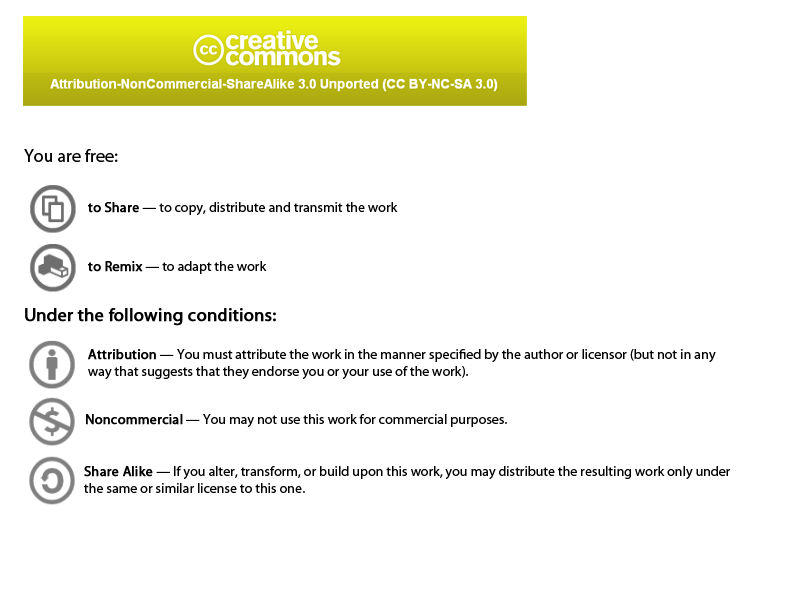 cc creative
commons
Attribution-NonCommercial-ShareAlike 3.0 Unported (CC BY-NC-SA 3.0)
You are free:
to Share — to copy, distribute and transmit the work
to Remix — to adapt the work
Under the following conditions:
Attribution — You must attribute the work in the manner specified by the author or licensor (but not in any
way that suggests that they endorse you or your use of the work).
$
Noncommercial — You may not use this work for commercial purposes.
Share Alike — If you alter, transform, or build upon this work, you may distribute the resulting work only under
the same or similar license to this one.